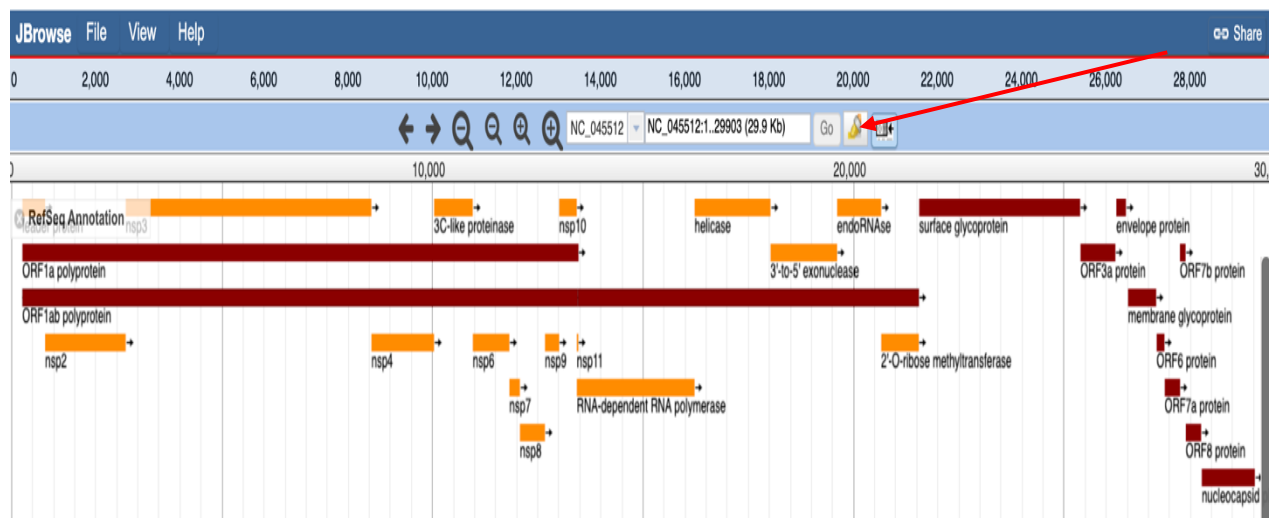 JBrowse File View Help Share
0 2,000 4,000 6,000 8,000 10,000 12,000 14,000 16,000 18,000 20,000 22,000 24,000 26,000 28,000
NC_045512 NC_045512:1..29903 (29.9 Kb) Go
0 10,000 20,000 30,
RefSeq Annotation
leader protein nsp3 3C-like proteinase nsp10 helicase endoRNAse surface glycoprotein envelope protein
ORF1a polyprotein 3'-to-5' exonuclease ORF3a protein ORF7b protein
ORF1ab polyprotein membrane glycoprotein
nsp2 nsp4 nsp6 nsp9 nsp11 2'-O-ribose methyltransferase ORF6 protein
nsp7 RNA-dependent RNA polymerase ORF7a protein
nsp8 ORF8 protein
nucleocapsid